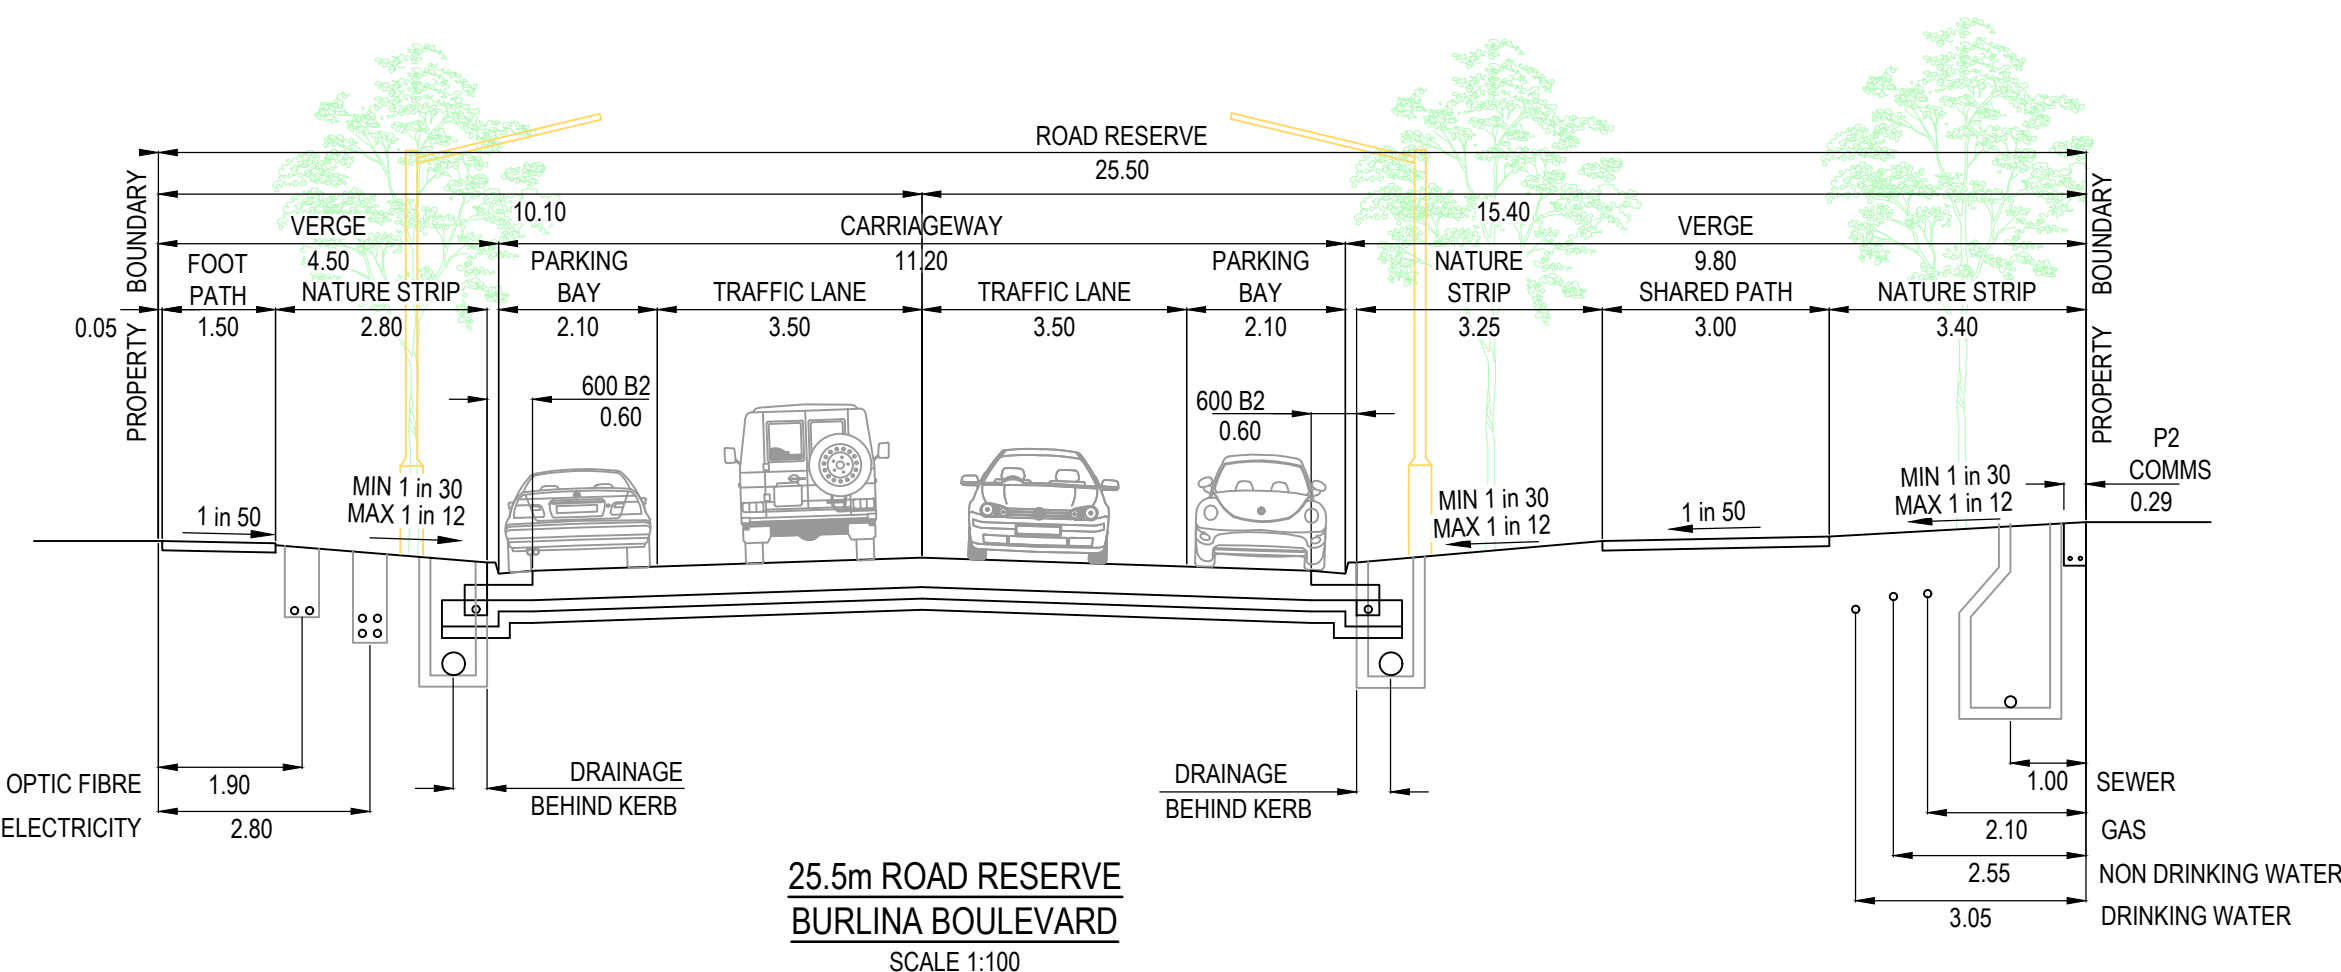 ROAD RESERVE
25.50
10.10
15.40
VERGE
CARRIAGEWAY
VERGE
4.50
11.20
9.80
PROPERTY BOUNDARY
FOOT
PATH
NATURE STRIP
PARKING
BAY
TRAFFIC LANE
TRAFFIC LANE
PARKING
BAY
NATURE
STRIP
SHARED PATH
NATURE STRIP
PROPERTY BOUNDARY
0.05
1.50
2.80
2.10
3.50
3.50
2.10
3.25
3.00
3.40
600 B2
0.60
600 B2
0.60
P2
COMMS
0.29
1 in 50
MIN 1 in 30
MAX 1 in 12
MIN 1 in 30
MAX 1 in 12
1 in 50
MIN 1 in 30
MAX 1 in 12
OPTIC FIBRE
1.90
ELECTRICITY
2.80
DRAINAGE
BEHIND KERB
DRAINAGE
BEHIND KERB
1.00
SEWER
2.10
GAS
2.55
NON DRINKING WATER
3.05
DRINKING WATER
25.5m ROAD RESERVE
BURLINA BOULEVARD
SCALE 1:100